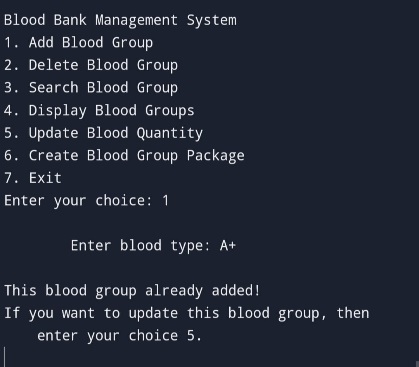 Blood Bank Management System
1. Add Blood Group
2. Delete Blood Group
3. Search Blood Group
4. Display Blood Groups
5. Update Blood Quantity
6. Create Blood Group Package
7. Exit
Enter your choice: 1
Enter blood type: A+
This blood group already added!
If you want to update this blood group, then
enter your choice 5.